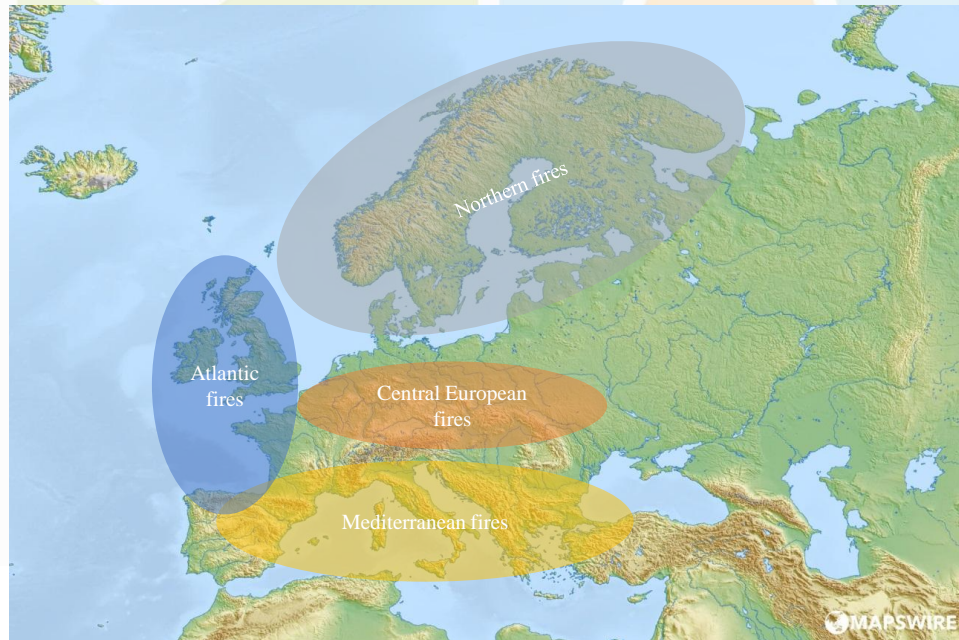 Northern fires
Atlantic
fires
Central European
fires
Mediterranean fires
MAPSWIRE